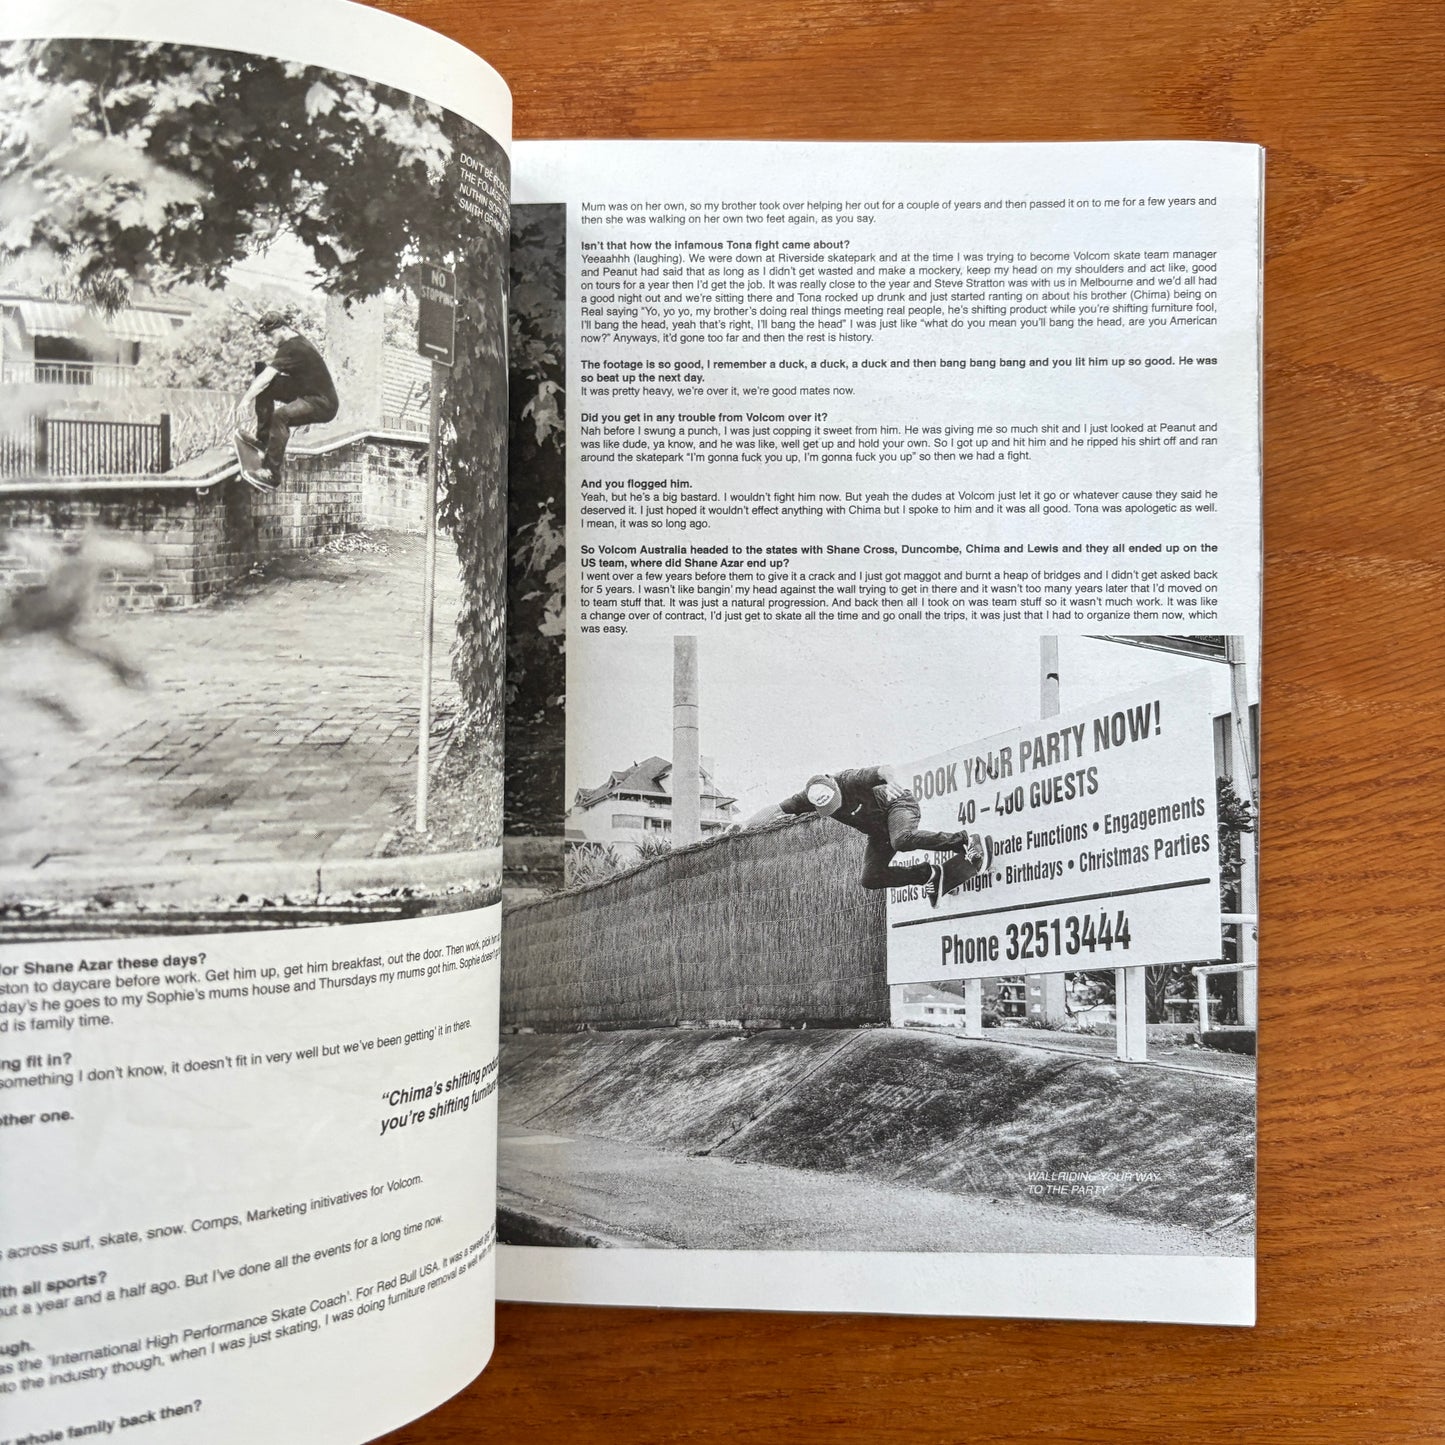 DON'T BE
THE FOLIAGE
NUTHIN
SMITH
NO
STOPPING
for Shane Azar these days?
ston to daycare before work. Get him up, get him breakfast, out the door. Then work, pick him
day's he goes to my Sophie's mums house and Thursdays my mums got him. Sophie doesn't
d is family time.
ing fit in?
something I don't know, it doesn't fit in very well but we've been getting' it in there.
other one.
"Chima's shifting
you're shifting
across surf, skate, snow. Comps, Marketing initivatives for Volcom.
ith all sports?
out a year and a half ago. But I've done all the events for a long time now.
ugh.
as the 'International High Performance Skate Coach'. For Red Bull USA. It was a sweet
to the industry though, when I was just skating, I was doing furniture removal as well with
whole family back then?
Mum was on her own, so my brother took over helping her out for a couple of years and then passed it on to me for a few years and
then she was walking on her own two feet again, as you say.
Isn't that how the infamous Tona fight came about?
Yeeaahhh (laughing). We were down at Riverside skatepark and at the time I was trying to become Volcom skate team manager
and Peanut had said that as long as I didn't get wasted and make a mockery, keep my head on my shoulders and act like, good
on tours for a year then I'd get the job. It was really close to the year and Steve Stratton was with us in Melbourne and we'd all had
a good night out and we're sitting there and Tona rocked up drunk and just started ranting on about his brother (Chima) being on
Real saying "Yo, yo yo, my brother's doing real things meeting real people, he's shifting product while you're shifting furniture fool,
I'll bang the head, yeah that's right, I'll bang the head" I was just like "what do you mean you'll bang the head, are you American
now?" Anyways, it'd gone too far and then the rest is history.
The footage is so good, I remember a duck, a duck, a duck and then bang bang bang and you lit him up so good. He was
so beat up the next day.
It was pretty heavy, we're over it, we're good mates now.
Did you get in any trouble from Volcom over it?
Nah before I swung a punch, I was just copping it sweet from him. He was giving me so much shit and I just looked at Peanut and
was like dude, ya know, and he was like, well get up and hold your own. So I got up and hit him and he ripped his shirt off and ran
around the skatepark "I'm gonna fuck you up, I'm gonna fuck you up" so then we had a fight.
And you flogged him.
Yeah, but he's a big bastard. I wouldn't fight him now. But yeah the dudes at Volcom just let it go or whatever cause they said he
deserved it. I just hoped it wouldn't effect anything with Chima but I spoke to him and it was all good. Tona was apologetic as well.
I mean, it was so long ago.
So Volcom Australia headed to the states with Shane Cross, Duncombe, Chima and Lewis and they all ended up on the
US team, where did Shane Azar end up?
I went over a few years before them to give it a crack and I just got maggot and burnt a heap of bridges and I didn't get asked back
for 5 years. I wasn't like bangin' my head against the wall trying to get in there and it wasn't too many years later that I'd moved on
to team stuff that. It was just a natural progression. And back then all I took on was team stuff so it wasn't much work. It was like
a change over of contract, I'd just get to skate all the time and go onall the trips, it was just that I had to organize them now, which
was easy.
BOOK YOUR PARTY NOW!
40 – 400 GUESTS
orate Functions • Engagements
Bucks Night • Birthdays • Christmas Parties
Phone 32513444
WALLRIDING YOUR WAY
TO THE PARTY